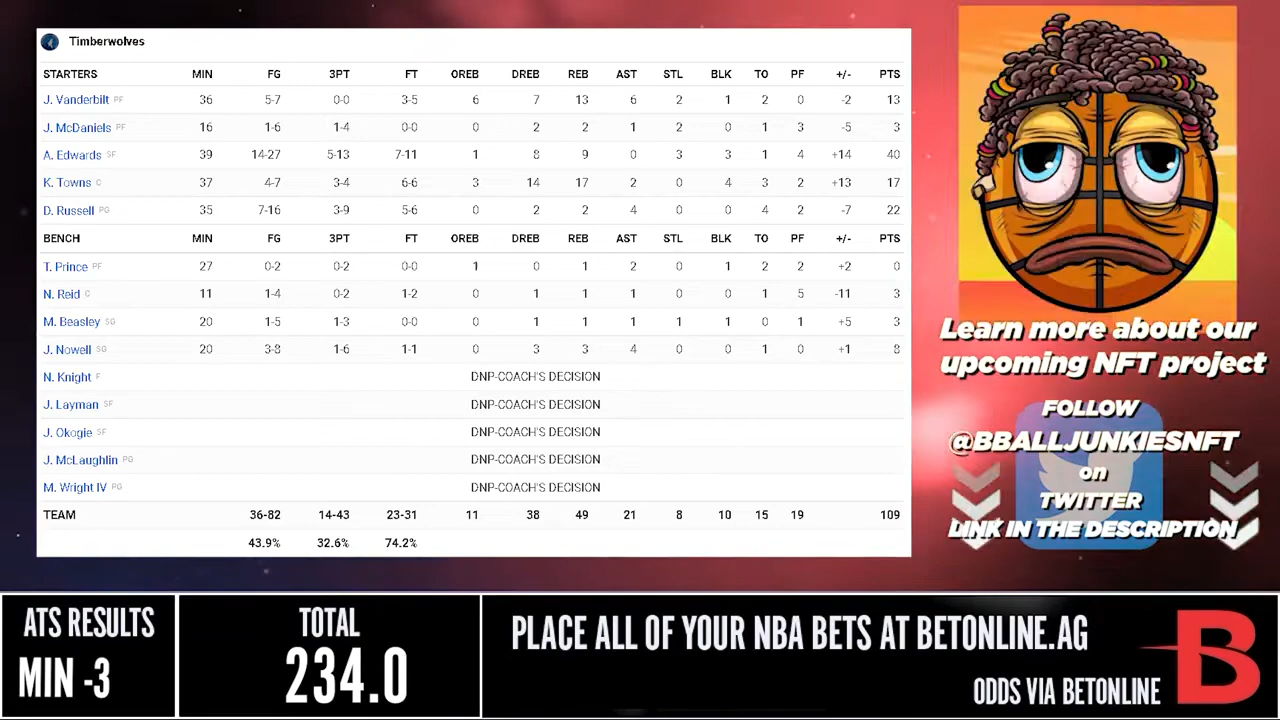 Timberwolves
STARTERS MIN FG 3PT FT OREB DREB REB AST STL BLK TO PF +/- PTS
J. Vanderbilt PF 36 5-7 0-0 3-5 6 7 13 6 2 1 2 0 -2 13
J. McDaniels PF 16 1-6 1-4 0-0 0 2 2 1 2 0 1 3 -5 3
A. Edwards SF 39 14-27 5-13 7-11 1 8 9 0 3 3 1 4 +14 40
K. Towns C 37 4-7 3-4 6-6 3 14 17 2 0 4 3 2 +13 17
D. Russell PG 35 7-16 3-9 5-6 0 2 2 4 0 0 4 2 -7 22
BENCH MIN FG 3PT FT OREB DREB REB AST STL BLK TO PF +/- PTS
T. Prince PF 27 0-2 0-2 0-0 1 0 1 2 0 1 2 2 +2 0
N. Reid C 11 1-4 0-2 1-2 0 1 1 1 0 0 1 5 -11 3
M. Beasley SG 20 1-5 1-3 0-0 0 1 1 1 1 1 0 1 +5 3
J. Nowell SG 20 3-8 1-6 1-1 0 3 3 4 0 0 1 0 +1 8
N. Knight F DNP-COACH'S DECISION
J. Layman SF DNP-COACH'S DECISION
J. Okogie SF DNP-COACH'S DECISION
J. McLaughlin PG DNP-COACH'S DECISION
M. Wright IV PG DNP-COACH'S DECISION
TEAM 36-82 14-43 23-31 11 38 49 21 8 10 15 19 109
43.9% 32.6% 74.2%
Learn more about our
upcoming NFT project
FOLLOW
@BBALLJUNKIESNFT
on
TWITTER
LINK IN THE DESCRIPTION
ATS RESULTS
MIN -3
TOTAL
234.0
PLACE ALL OF YOUR NBA BETS AT BETONLINE.AG
ODDS VIA BETONLINE
B